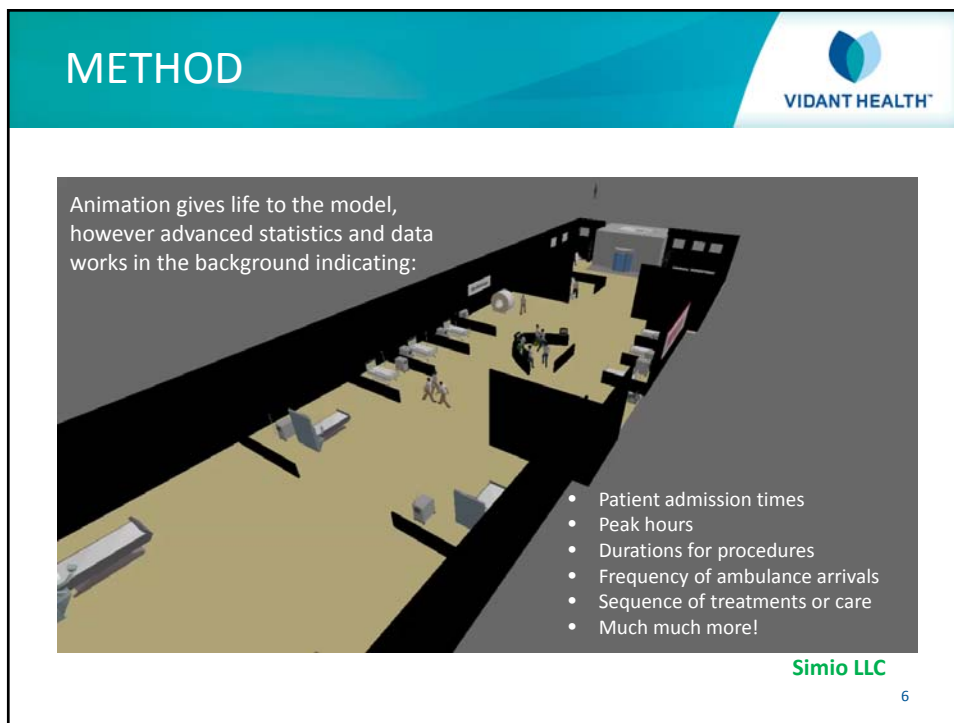 METHOD
VIDANT HEALTH™
Animation gives life to the model,
however advanced statistics and data
works in the background indicating:
• Patient admission times
• Peak hours
• Durations for procedures
• Frequency of ambulance arrivals
• Sequence of treatments or care
• Much much more!
Simio LLC
6